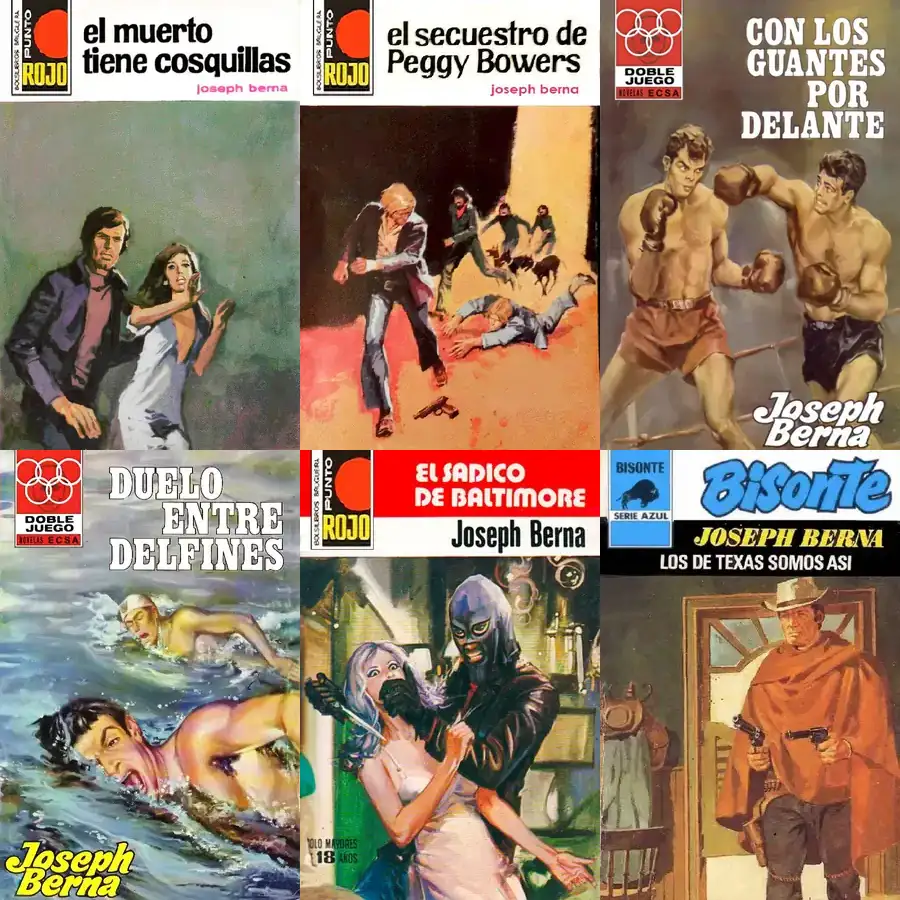 BOLSILIBROS BRUGUERA
PUNTO
ROJO
el muerto
tiene cosquillas
joseph berna
BOLSILIBROS BRUGUERA
PUNTO
ROJO
el secuestro de
Peggy Bowers
joseph berna
DOBLE
JUEGO
NOVELAS ECSA
CON LOS
GUANTES
POR
DELANTE
Joseph
Berna
DOBLE
JUEGO
NOVELAS ECSA
DUELO
ENTRE
DELFINES
Joseph
Berna
BOLSILIBROS BRUGUERA
PUNTO
ROJO
EL SADICO
DE BALTIMORE
Joseph Berna
SOLO MAYORES
18 AÑOS
BISONTE
SERIE AZUL
Bisonte
JOSEPH BERNA
LOS DE TEXAS SOMOS ASI